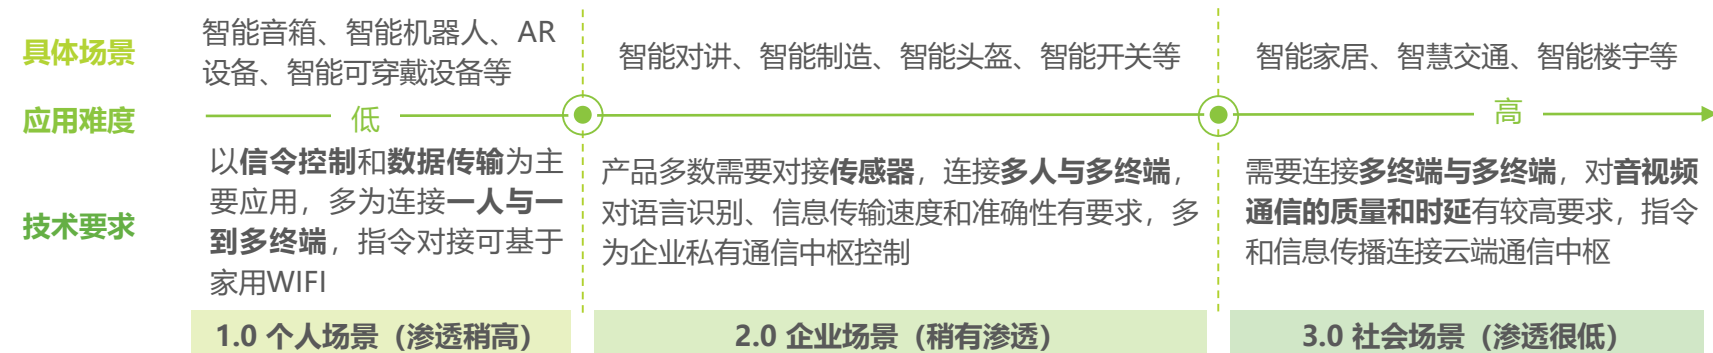 具体场景
智能音箱、智能机器人、AR
设备、智能可穿戴设备等
智能对讲、智能制造、智能头盔、智能开关等
智能家居、智慧交通、智能楼宇等
应用难度
低
高
技术要求
以信令控制和数据传输为主
要应用，多为连接一人与一
到多终端，指令对接可基于
家用WIFI
产品多数需要对接传感器，连接多人与多终端，
对语言识别、信息传输速度和准确性有要求，多
为企业私有通信中枢控制
需要连接多终端与多终端，对音视频
通信的质量和时延有较高要求，指令
和信息传播连接云端通信中枢
1.0 个人场景（渗透稍高）
2.0 企业场景（稍有渗透）
3.0 社会场景（渗透很低）